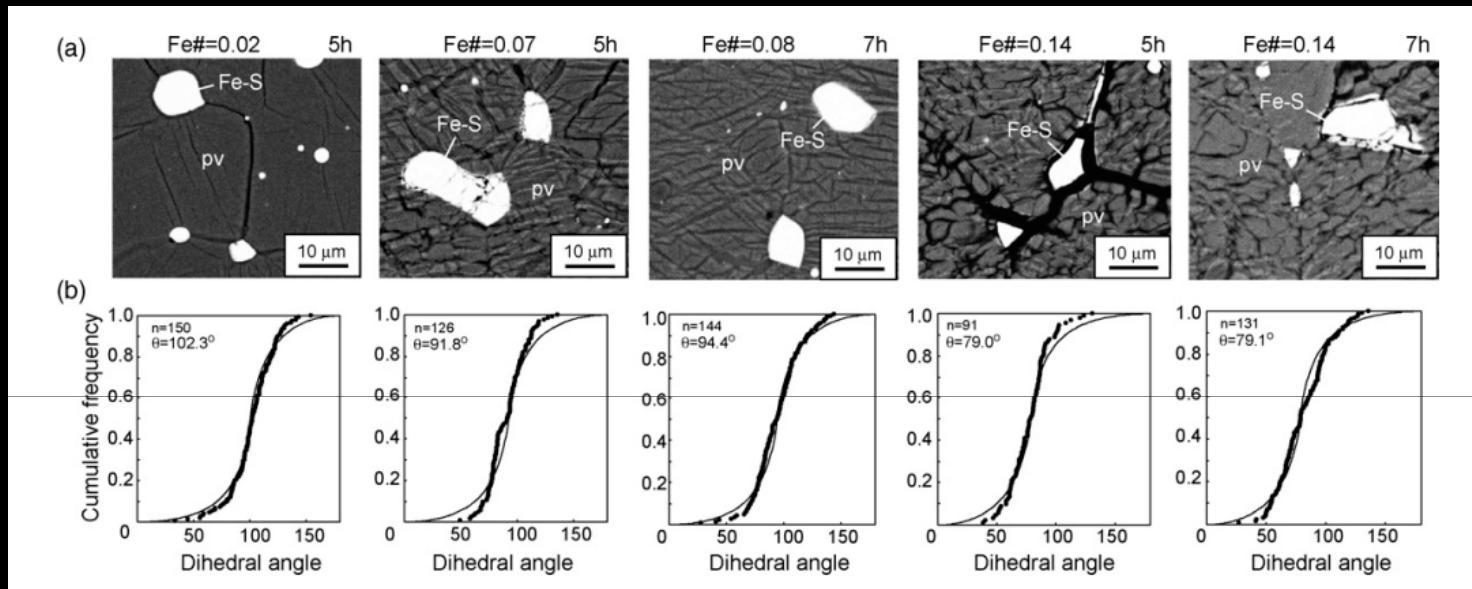 (a)
Fe#=0.02 5h
Fe#=0.07 5h
Fe#=0.08 7h
Fe#=0.14 5h
Fe#=0.14 7h
Fe-S
pv
10 μm
Fe-S
pv
10 μm
Fe-S
pv
10 μm
Fe-S
pv
10 μm
Fe-S
pv
10 μm
(b)
Cumulative frequency
1.0
0.8
0.6
0.4
0.2
0
n=150
θ=102.3°
0 50 100 150
Dihedral angle
1.0
0.8
0.6
0.4
0.2
n=126
θ=91.8°
0 50 100 150
Dihedral angle
1.0
0.8
0.6
0.4
0.2
n=144
θ=94.4°
0 50 100 150
Dihedral angle
1.0
0.8
0.6
0.4
0.2
n=91
θ=79.0°
0 50 100 150
Dihedral angle
1.0
0.8
0.6
0.4
0.2
n=131
θ=79.1°
0 50 100 150
Dihedral angle